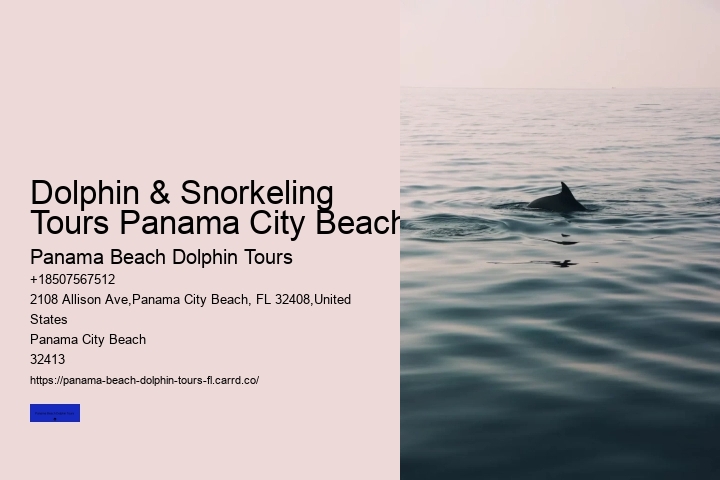 Dolphin & Snorkeling
Tours Panama City Beach
Panama Beach Dolphin Tours
+18507567512
2108 Allison Ave,Panama City Beach, FL 32408,United
States
Panama City Beach
32413
https://panama-beach-dolphin-tours-fl.carrd.co/